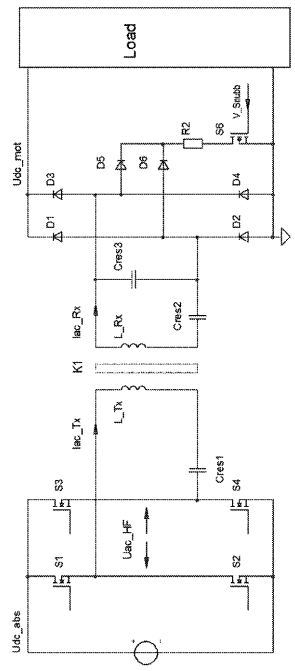 Load
Udc_mot
D3
D1
D5
D6
R2
S6
V_Snubb
D4
D2
Cres3
Cres2
Iac_Rx
L_Rx
K1
Iac_Tx
L_Tx
Cres1
S3
S1
Uac_HF
S4
S2
Udc_abs
+
-